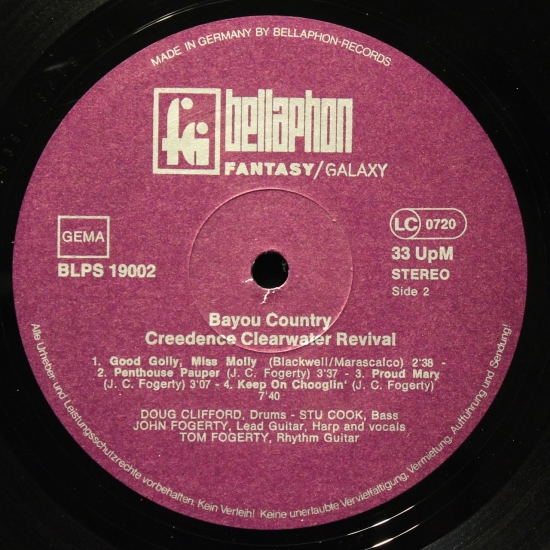 MADE IN GERMANY BY BELLAPHON-RECORDS
bellaphon
FANTASY/GALAXY
GEMA
LC 0720
BLPS 19002
33 UpM
STEREO
Side 2
Bayou Country
Creedence Clearwater Revival
1. Good Golly, Miss Molly (Blackwell/Marascalco) 2'38 -
2. Penthouse Pauper (J. C. Fogerty) 3'37 - 3. Proud Mary
(J. C. Fogerty) 3'07 - 4. Keep On Chooglin' (J. C. Fogerty)
7'40
DOUG CLIFFORD, Drums - STU COOK, Bass
JOHN FOGERTY, Lead Guitar, Harp and vocals
TOM FOGERTY, Rhythm Guitar
Alle Urheber- und Leistungsschutzrechte vorbehalten. Kein Verleih! Keine unerlaubte Vervielfältigung, Vermietung, Aufführung und Sendung!